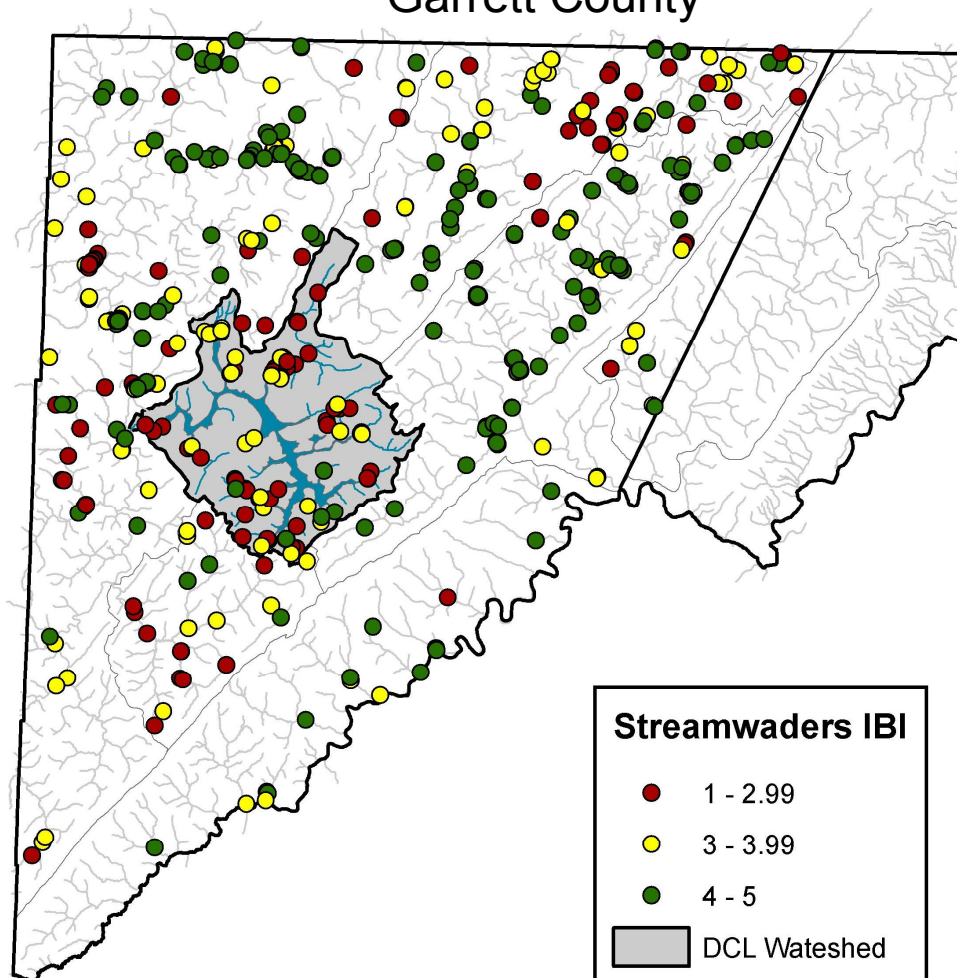 Garrett County
Streamwaders IBI
1 - 2.99
3 - 3.99
4 - 5
DCL Wateshed